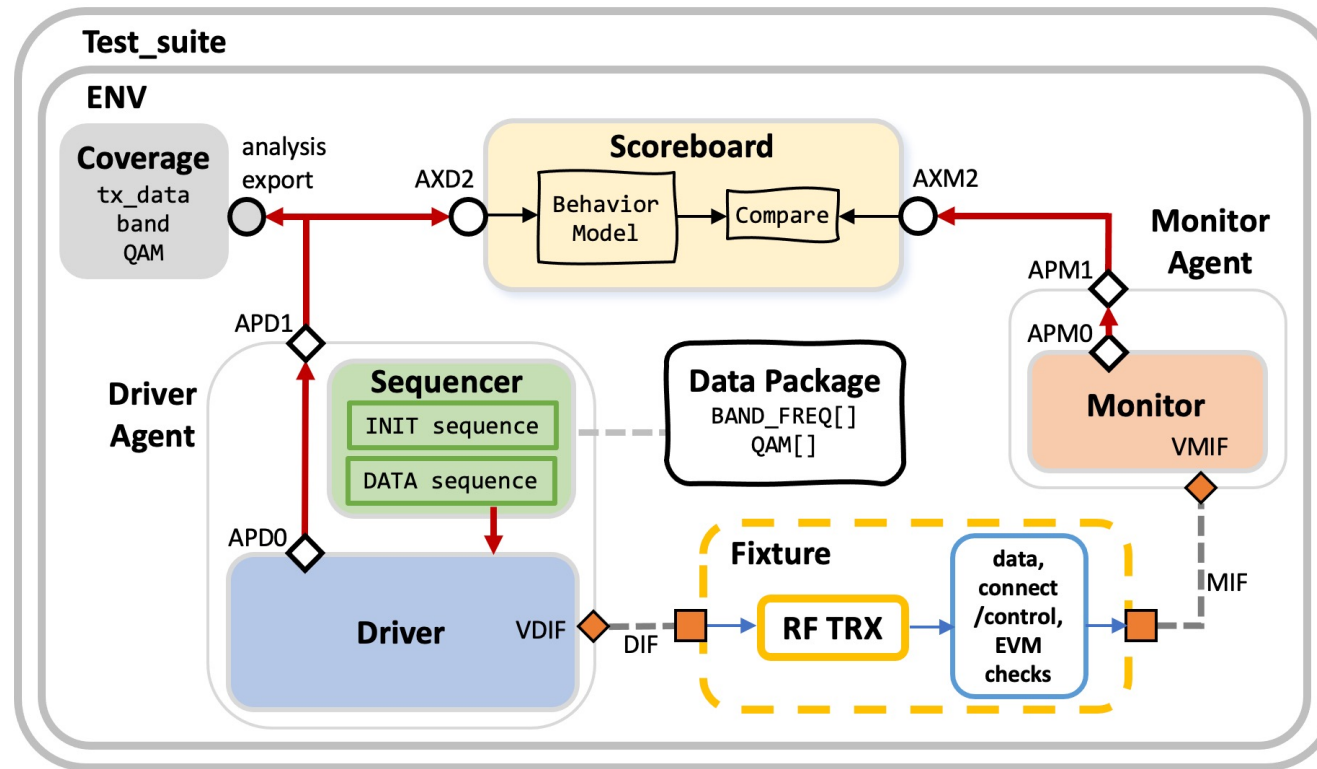 Test_suite
ENV
Coverage
tx_data
band
QAM
analysis
export
AXD2
Scoreboard
Behavior
Model
Compare
AXM2
Monitor
Agent
APM1
APM0
Monitor
VMIF
MIF
APD1
Driver
Agent
Sequencer
INIT sequence
DATA sequence
Data Package
BAND_FREQ[]
QAM[]
APD0
Driver
VDIF
DIF
Fixture
RF TRX
data,
connect
/control,
EVM
checks